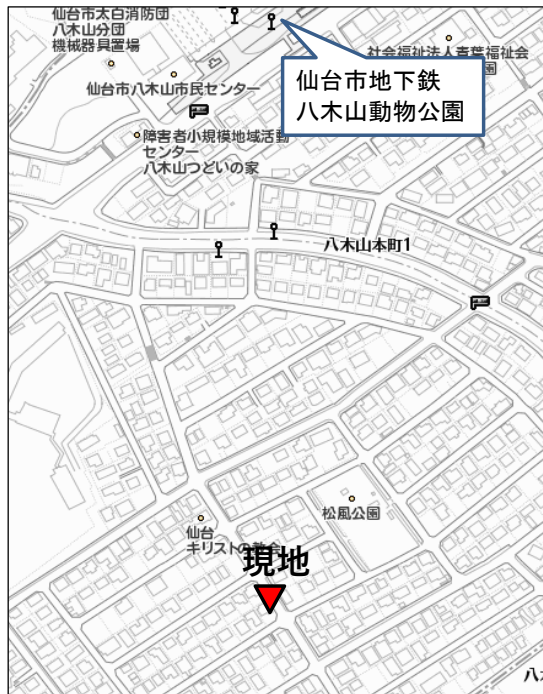 仙台市太白消防団
八木山分団
機械器具置場
仙台市八木山市民センター
仙台市地下鉄
八木山動物公園
社会福祉法人青葉福祉会
園
障害者小規模地域活動
センター
八木山つどいの家
八木山本町1
松風公園
仙台
キリストの教会
現地